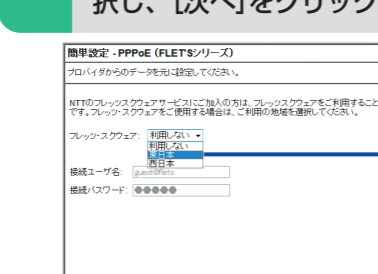 択し、[次へ]をクリック
簡単設定 - PPPoE (FLET'Sシリーズ)
プロバイダからのデータを元に設定してください。
NTTのフレッツスクウェアサービスにご加入の方は、フレッツスクウェアをご利用すること
です。フレッツ・スクウェアをご使用する場合は、ご利用の地域を選択してください。
フレッツ・スクウェア: 利用しない
利用しない
東日本
西日本
接続ユーザ名: guest@flets
接続パスワード: ●●●●●